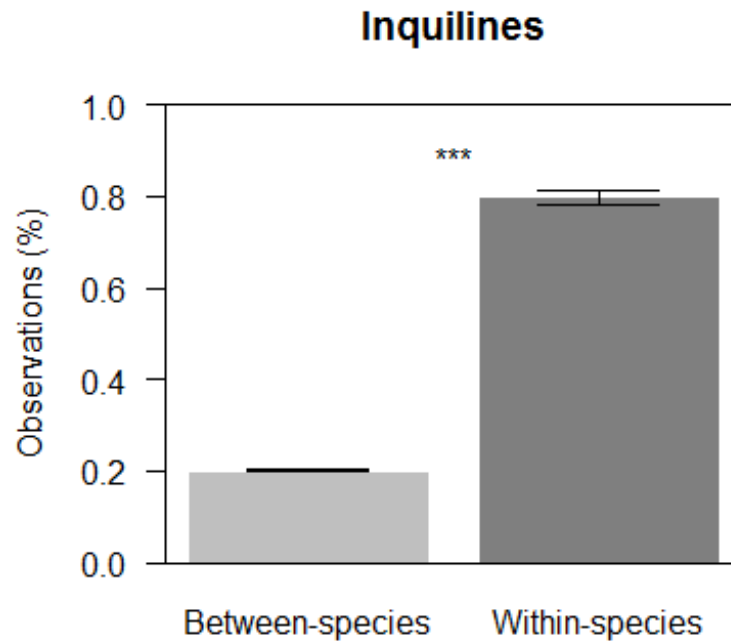 Inquilines
1.0
***
0.8
0.6
0.4
0.2
0.0
Observations (%)
Between-species Within-species